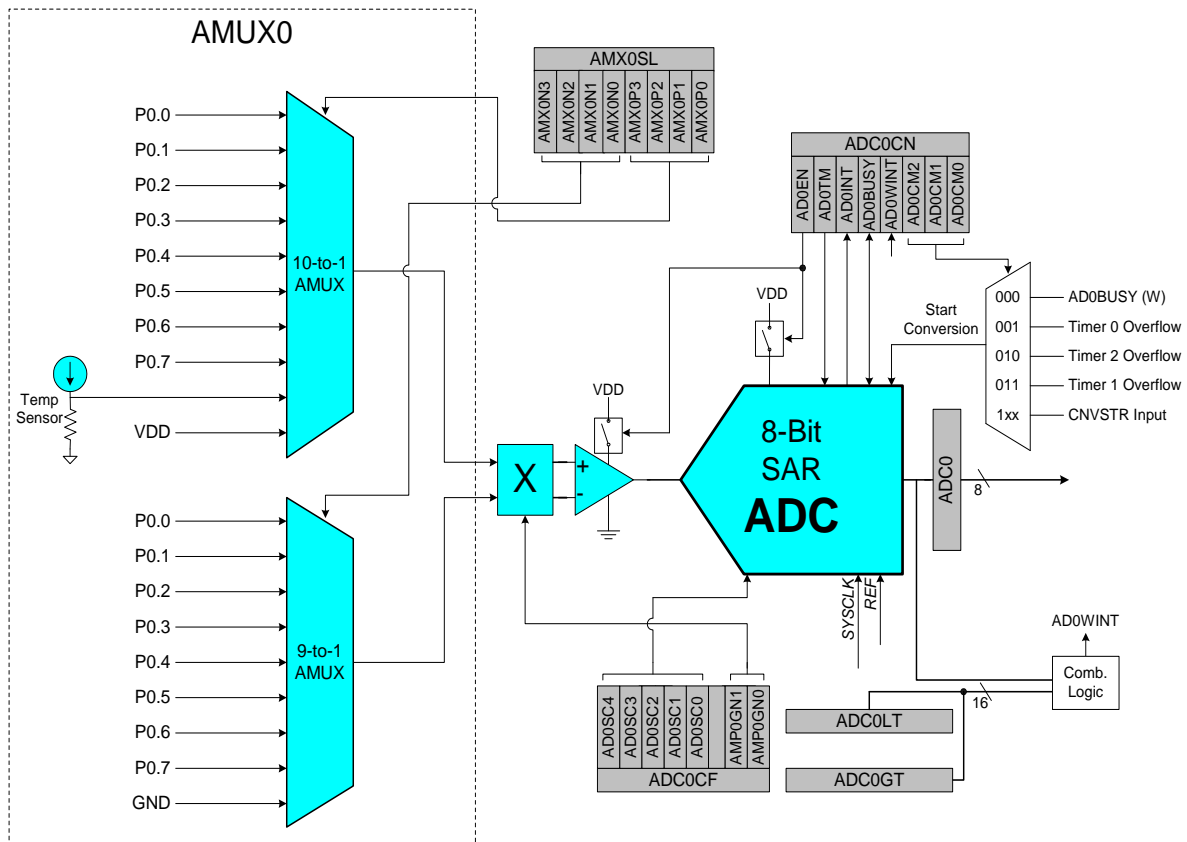 AMUX0
P0.0
P0.1
P0.2
P0.3
P0.4
P0.5
P0.6
P0.7
Temp
Sensor
VDD
10-to-1
AMUX
P0.0
P0.1
P0.2
P0.3
P0.4
P0.5
P0.6
P0.7
GND
9-to-1
AMUX
AMX0SL
AMX0N3
AMX0N2
AMX0N1
AMX0N0
AMX0P3
AMX0P2
AMX0P1
AMX0P0
ADC0CN
AD0EN
AD0TM
AD0INT
AD0BUSY
AD0WINT
AD0CM2
AD0CM1
AD0CM0
VDD
VDD
Start
Conversion
000
AD0BUSY (W)
001
Timer 0 Overflow
010
Timer 2 Overflow
011
Timer 1 Overflow
1xx
CNVSTR Input
X
+
-
8-Bit
SAR
ADC
ADC0
8
SYSCLK
REF
AD0WINT
Comb.
Logic
16
ADC0LT
ADC0GT
AD0SC4
AD0SC3
AD0SC2
AD0SC1
AD0SC0
AMP0GN1
AMP0GN0
ADC0CF